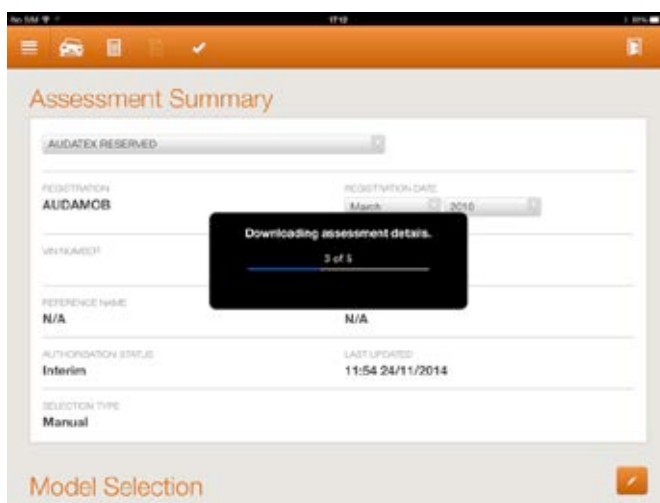 No SIM
17:12
Assessment Summary
AUDATEX RESERVED
REGISTRATION
REGISTRATION DATE
AUDAMOB
March
2010
Downloading assessment details.
3 of 5
VIN NUMBER
REFERENCE NAME
N/A
N/A
AUTHORISATION STATUS
LAST UPDATED
Interim
11:54 24/11/2014
SELECTION TYPE
Manual
Model Selection